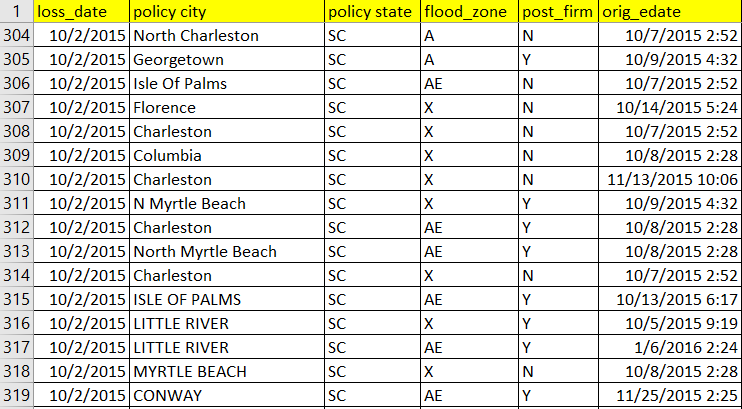 1 loss_date policy city policy state flood_zone post_firm orig_edate
304 10/2/2015 North Charleston SC A N 10/7/2015 2:52
305 10/2/2015 Georgetown SC A Y 10/9/2015 4:32
306 10/2/2015 Isle Of Palms SC AE N 10/7/2015 2:52
307 10/2/2015 Florence SC X N 10/14/2015 5:24
308 10/2/2015 Charleston SC X N 10/7/2015 2:52
309 10/2/2015 Columbia SC X N 10/8/2015 2:28
310 10/2/2015 Charleston SC X N 11/13/2015 10:06
311 10/2/2015 N Myrtle Beach SC X Y 10/9/2015 4:32
312 10/2/2015 Charleston SC AE Y 10/8/2015 2:28
313 10/2/2015 North Myrtle Beach SC AE Y 10/8/2015 2:28
314 10/2/2015 Charleston SC X N 10/7/2015 2:52
315 10/2/2015 ISLE OF PALMS SC AE Y 10/13/2015 6:17
316 10/2/2015 LITTLE RIVER SC X Y 10/5/2015 9:19
317 10/2/2015 LITTLE RIVER SC AE Y 1/6/2016 2:24
318 10/2/2015 MYRTLE BEACH SC X N 10/8/2015 2:28
319 10/2/2015 CONWAY SC AE Y 11/25/2015 2:25